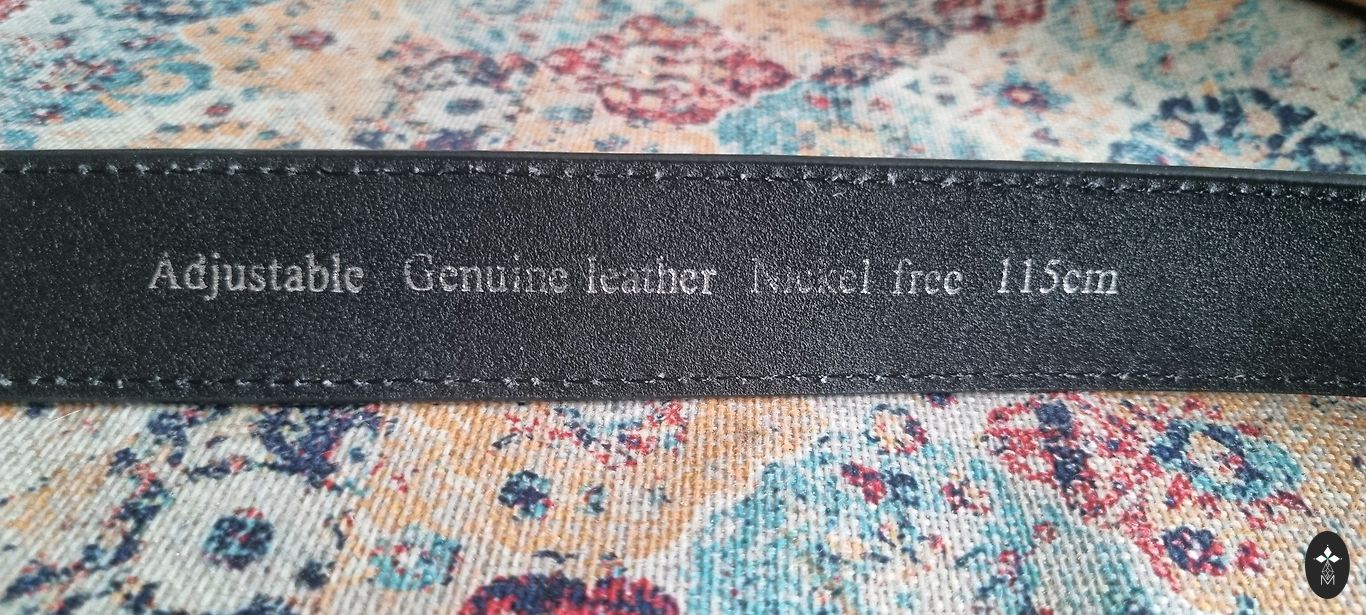 Adjustable Genuine leather Nickel free 115cm
M